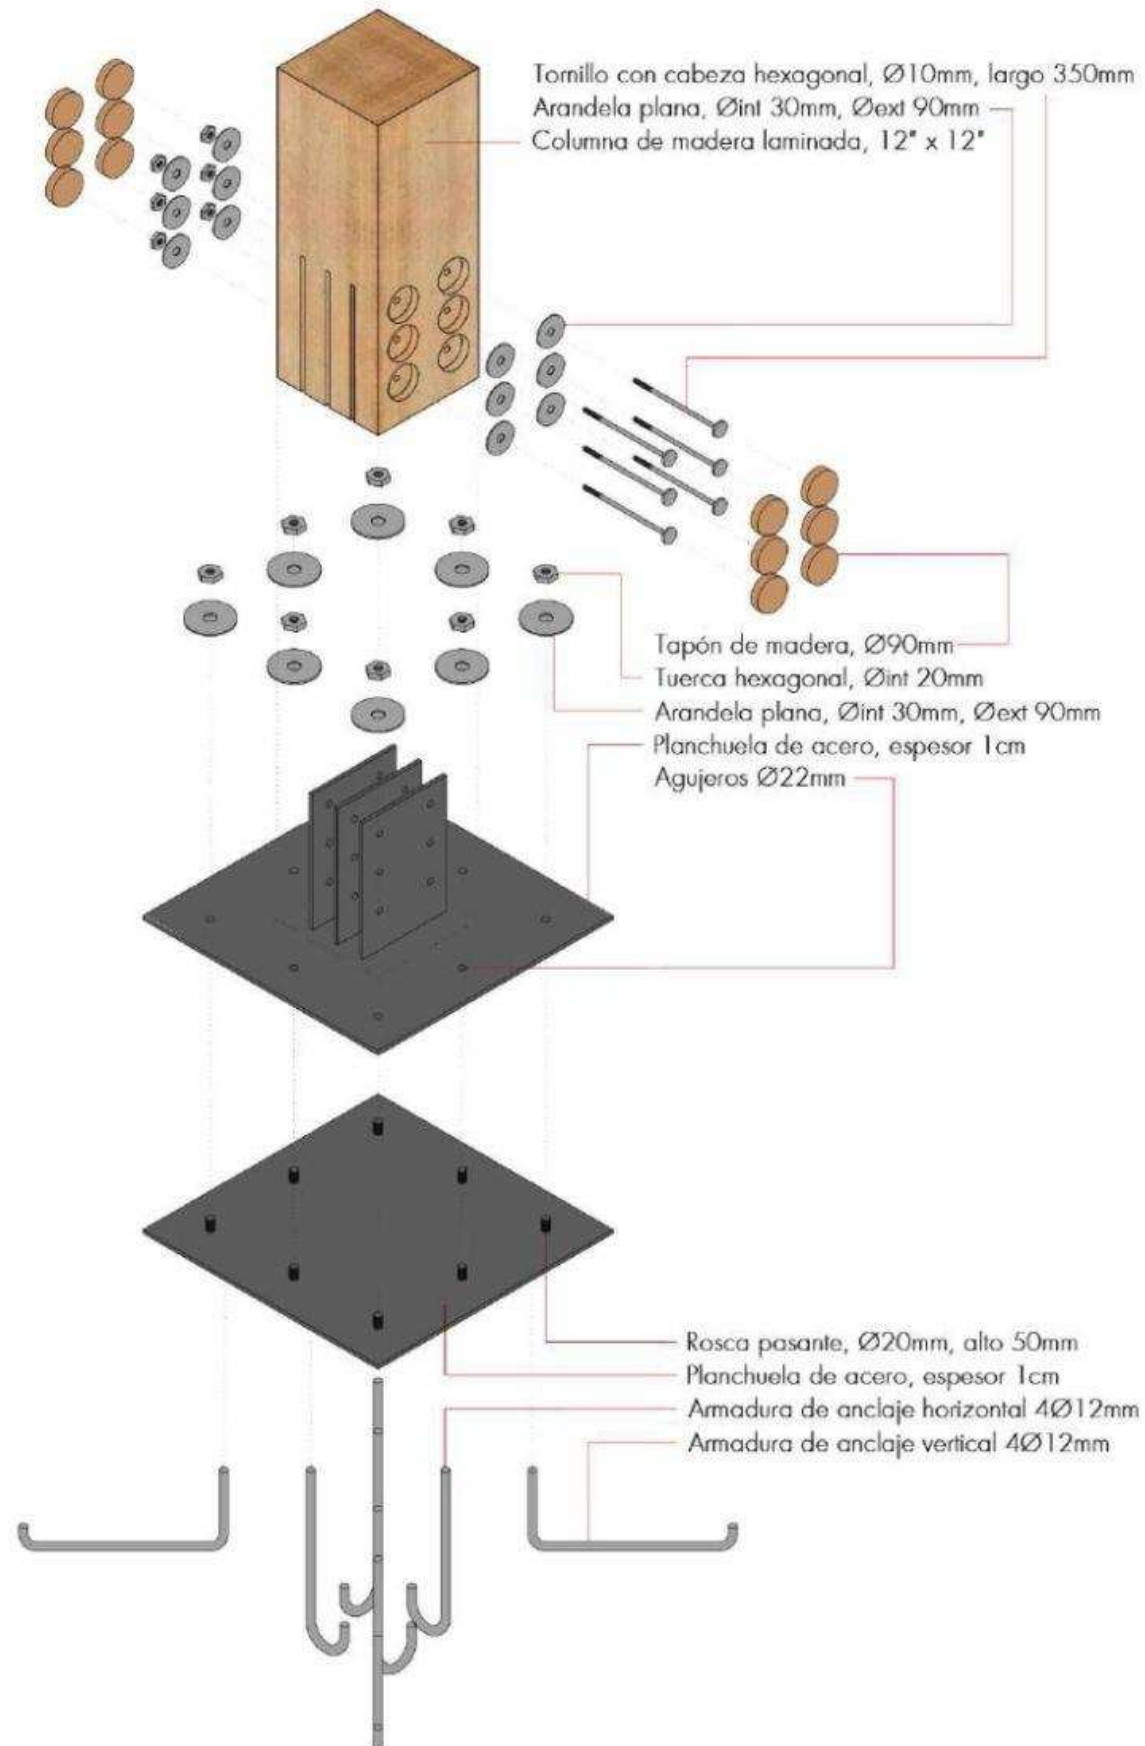 Tornillo con cabeza hexagonal, Ø10mm, largo 350mm
Arandela plana, Øint 30mm, Øext 90mm
Columna de madera laminada, 12" x 12"
Tapón de madera, Ø90mm
Tuerca hexagonal, Øint 20mm
Arandela plana, Øint 30mm, Øext 90mm
Planchuela de acero, espesor 1cm
Agujeros Ø22mm
Rosca pasante, Ø20mm, alto 50mm
Planchuela de acero, espesor 1cm
Armadura de anclaje horizontal 4Ø12mm
Armadura de anclaje vertical 4Ø12mm